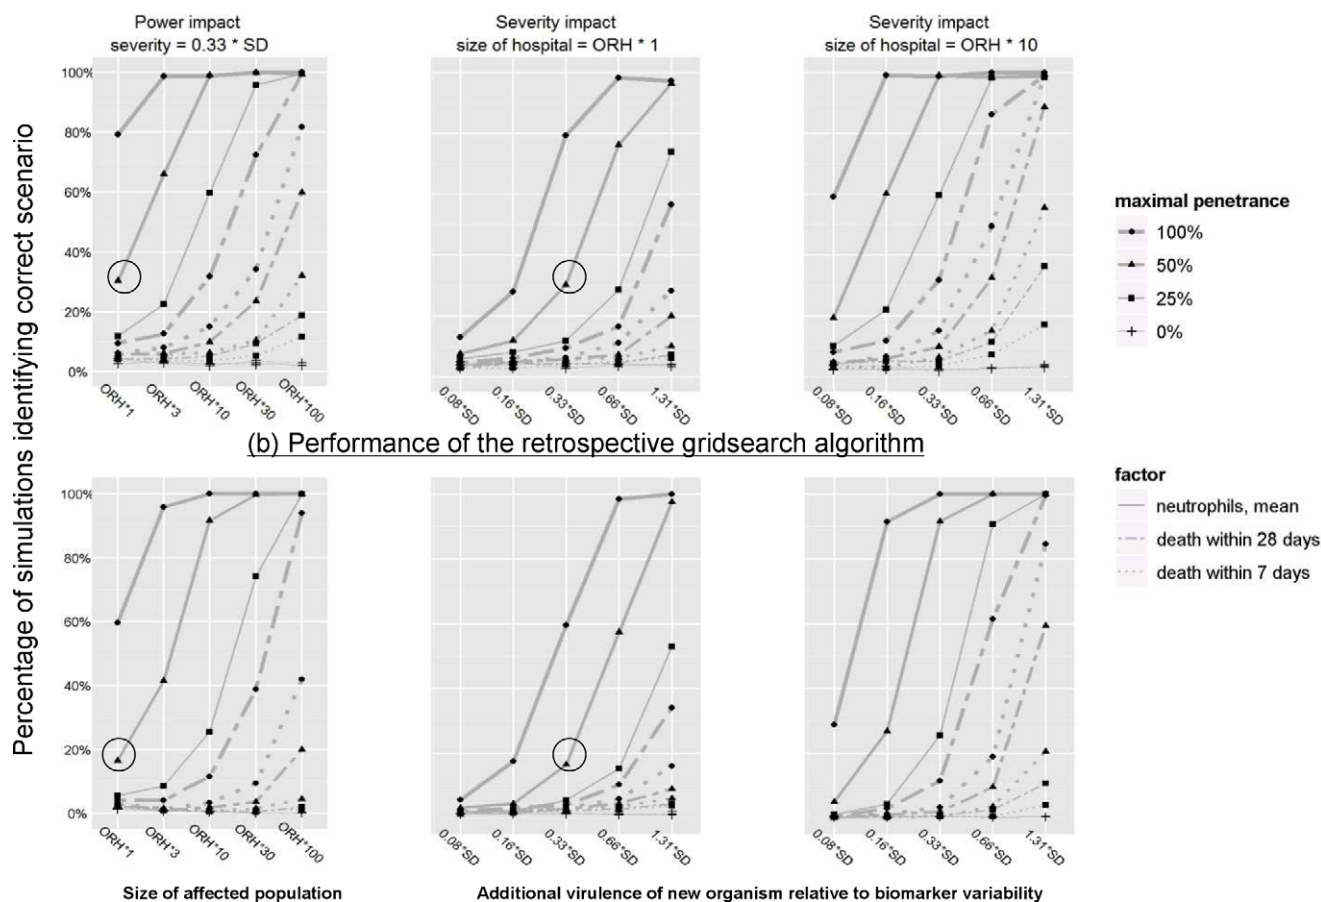 Power impact
severity = 0.33 * SD
Severity impact
size of hospital = ORH * 1
Severity impact
size of hospital = ORH * 10
Percentage of simulations identifying correct scenario
100%
80%
60%
40%
20%
0%
ORH*1
ORH*3
ORH*10
ORH*30
ORH*100
0.08*SD
0.16*SD
0.33*SD
0.66*SD
1.31*SD
0.08*SD
0.16*SD
0.33*SD
0.66*SD
1.31*SD
maximal penetrance
100%
50%
25%
0%
(b) Performance of the retrospective gridsearch algorithm
100%
80%
60%
40%
20%
0%
ORH*1
ORH*3
ORH*10
ORH*30
ORH*100
0.08*SD
0.16*SD
0.33*SD
0.66*SD
1.31*SD
0.08*SD
0.16*SD
0.33*SD
0.66*SD
1.31*SD
factor
neutrophils, mean
death within 28 days
death within 7 days
Size of affected population
Additional virulence of new organism relative to biomarker variability